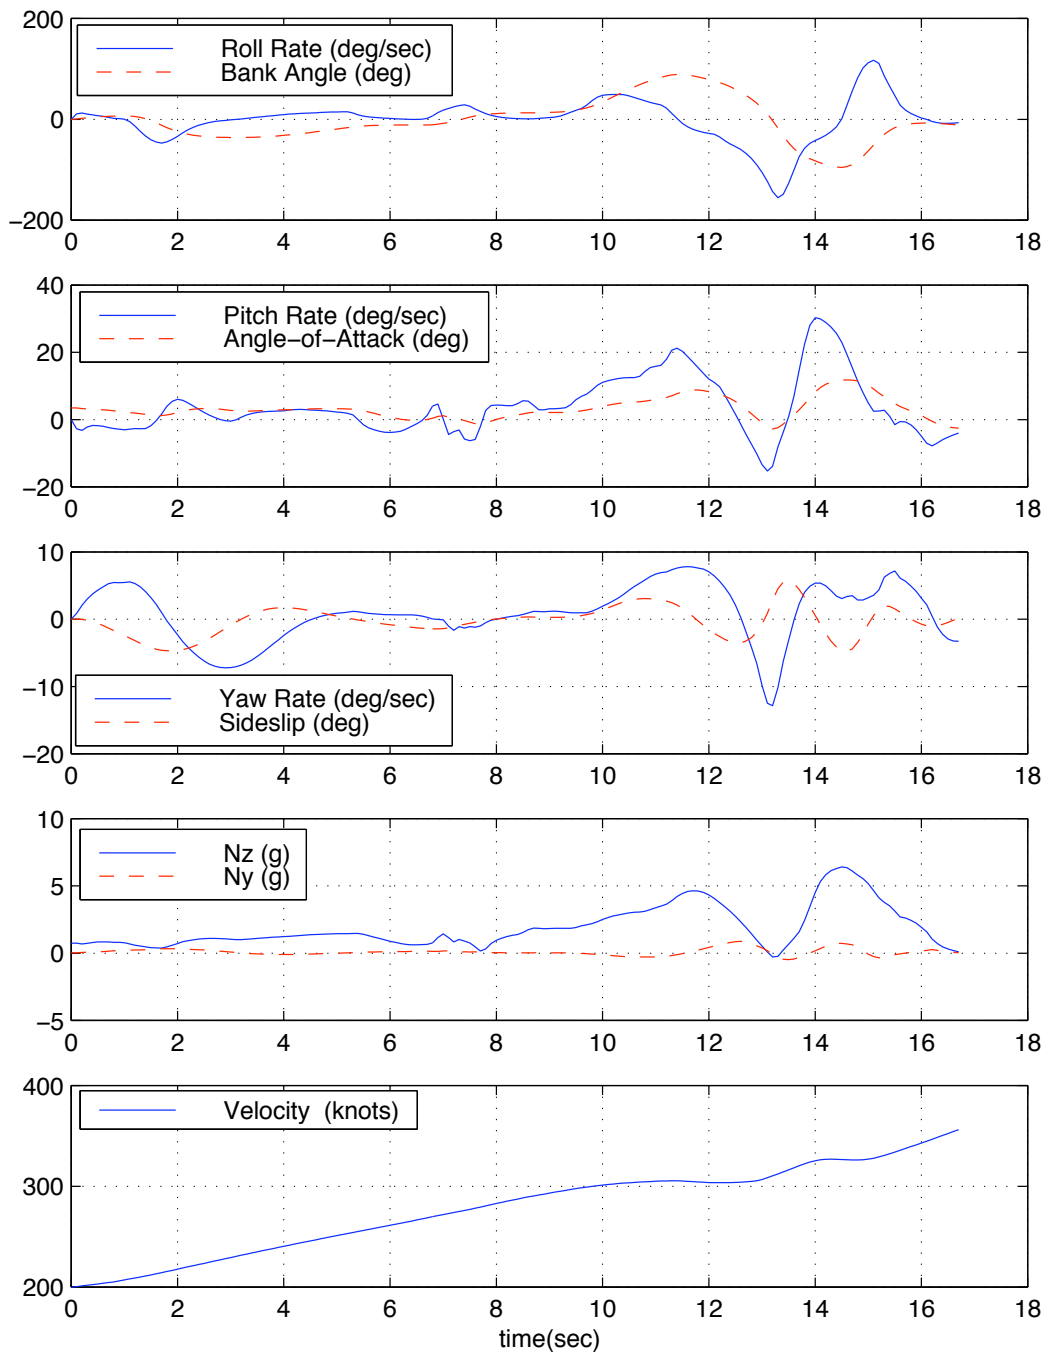 200
Roll Rate (deg/sec)
Bank Angle (deg)
0
−200
0 2 4 6 8 10 12 14 16 18
40
Pitch Rate (deg/sec)
Angle−of−Attack (deg)
20
0
−20
0 2 4 6 8 10 12 14 16 18
10
0
−10
Yaw Rate (deg/sec)
Sideslip (deg)
−20
0 2 4 6 8 10 12 14 16 18
10
Nz (g)
Ny (g)
5
0
−5
0 2 4 6 8 10 12 14 16 18
400
Velocity (knots)
300
200
0 2 4 6 8 10 12 14 16 18
time(sec)